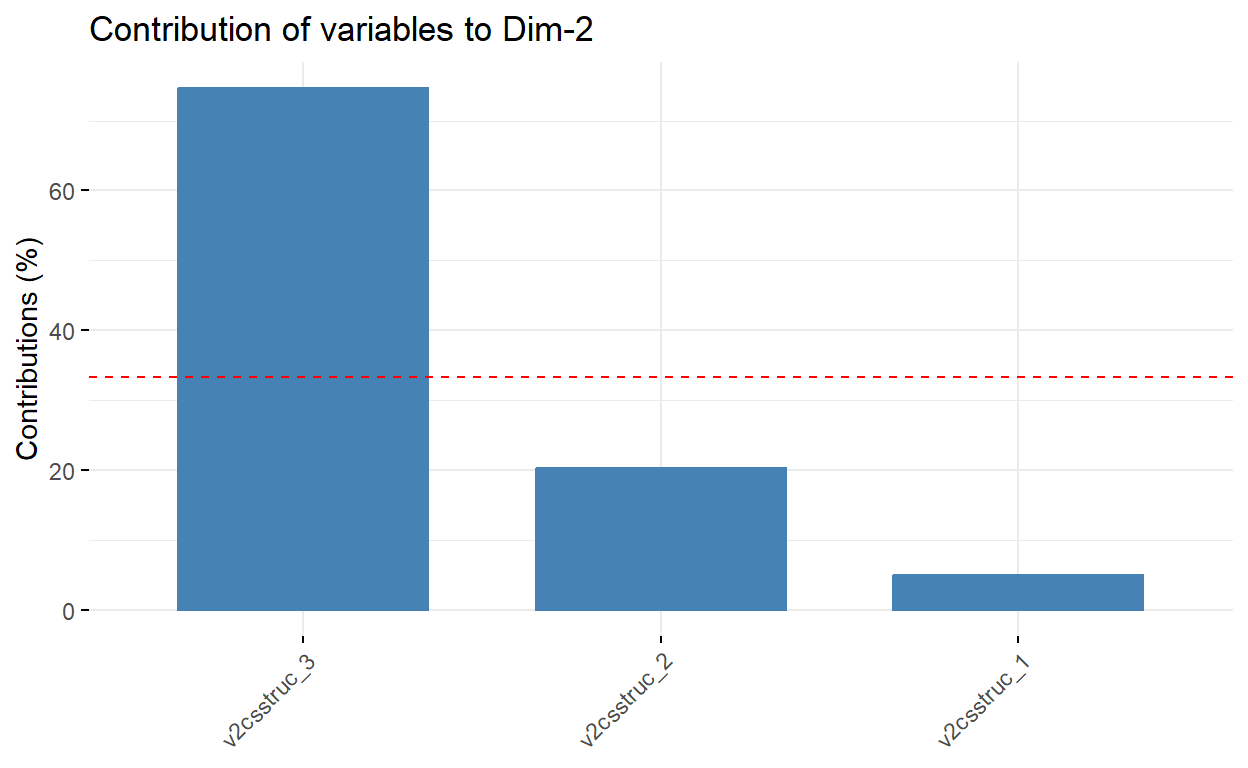 Contribution of variables to Dim-2
Contributions (%)
60
40
20
0
v2csstruc_3
v2csstruc_2
v2csstruc_1